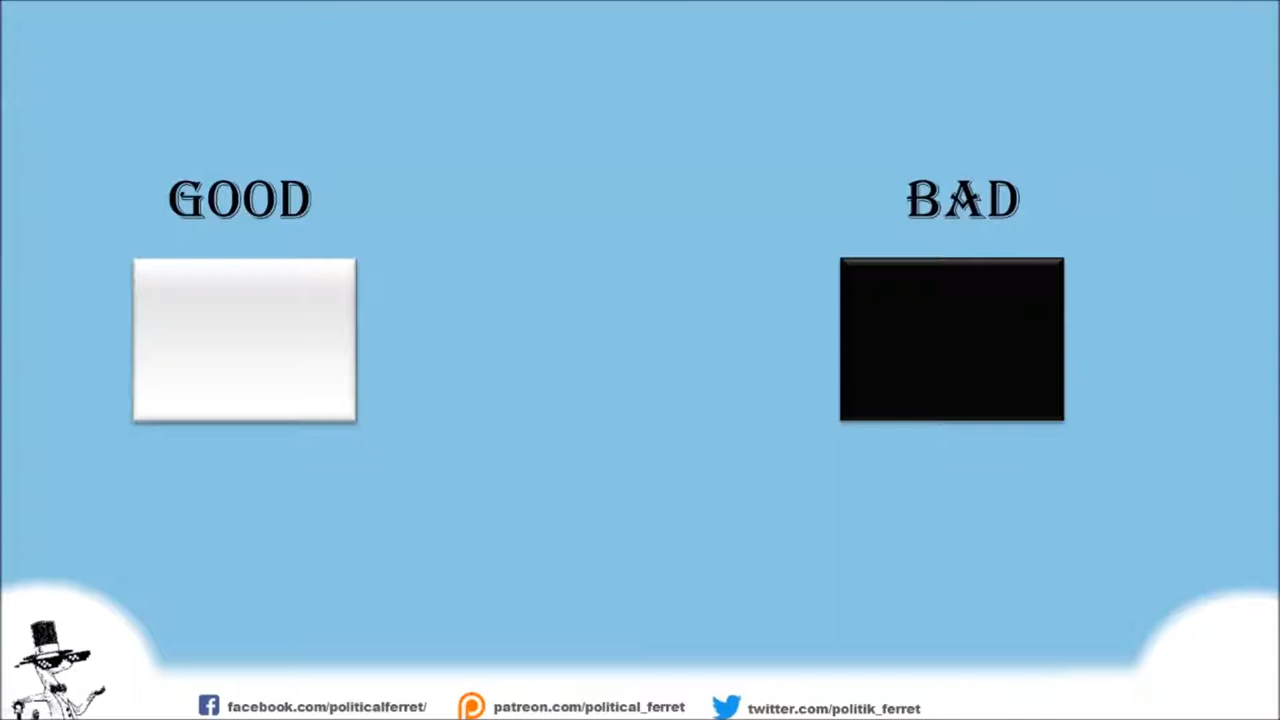 GOOD
BAD
facebook.com/politicalferret/
patreon.com/political_ferret
twitter.com/politik_ferret